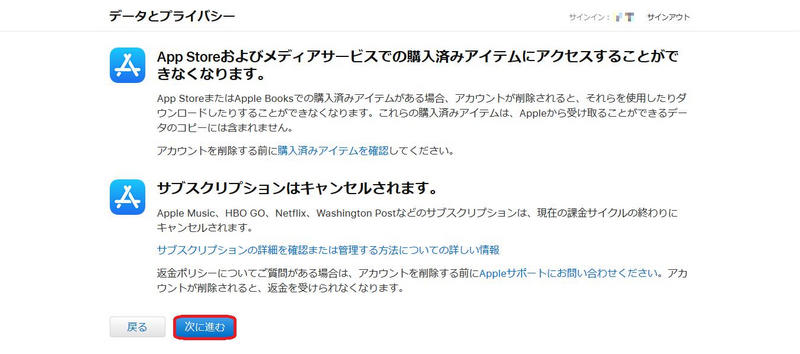 データとプライバシー
サインイン：
サインアウト
App Storeおよびメディアサービスでの購入済みアイテムにアクセスすることがで
きなくなります。
App StoreまたはApple Booksでの購入済みアイテムがある場合、アカウントが削除されると、それらを使用したりダ
ウンロードしたりすることができなくなります。これらの購入済みアイテムは、Appleから受け取ることができるデー
タのコピーには含まれません。
アカウントを削除する前に購入済みアイテムを確認してください。
サブスクリプションはキャンセルされます。
Apple Music、HBO GO、Netflix、Washington Postなどのサブスクリプションは、現在の課金サイクルの終わりに
キャンセルされます。
サブスクリプションの詳細を確認または管理する方法についての詳しい情報
返金ポリシーについてご質問がある場合は、アカウントを削除する前にAppleサポートにお問い合わせください。アカ
ウントが削除されると、返金を受けられなくなります。
戻る
次に進む